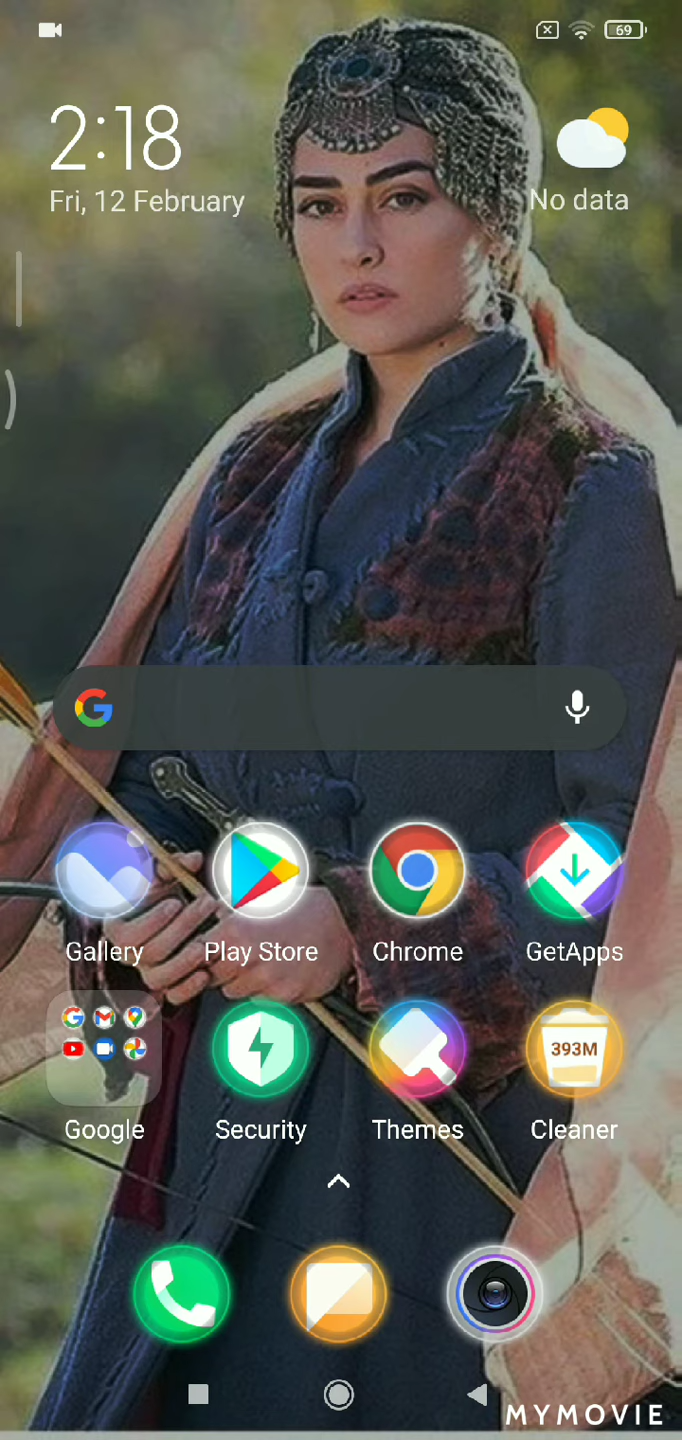 69
2:18
Fri, 12 February
No data
Gallery
Play Store
Chrome
GetApps
393M
Google
Security
Themes
Cleaner
MYMOVIE